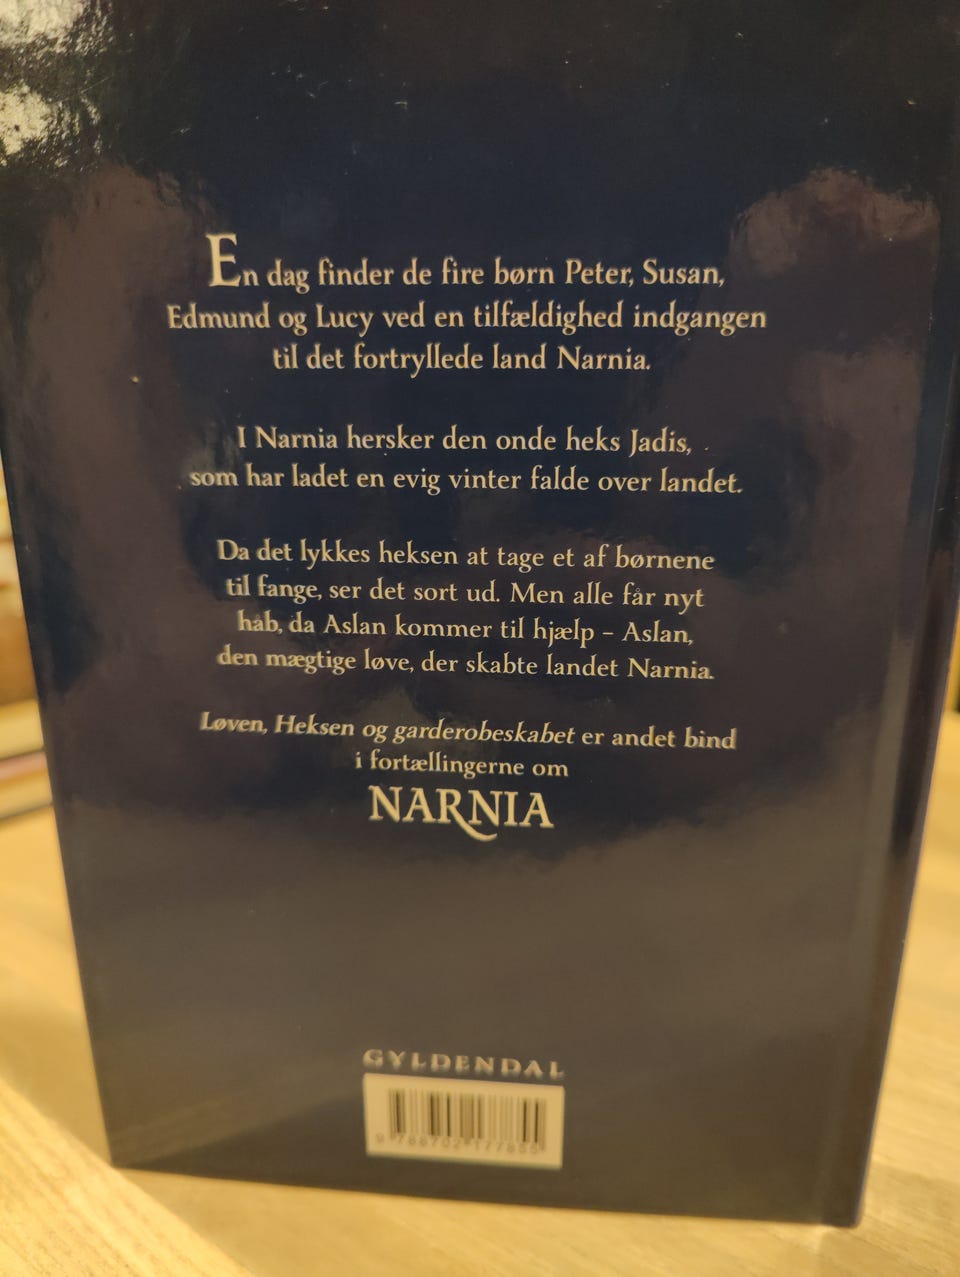 En dag finder de fire børn Peter, Susan,
Edmund og Lucy ved en tilfældighed indgangen
til det fortryllede land Narnia.
I Narnia hersker den onde heks Jadis,
som har ladet en evig vinter falde over landet.
Da det lykkes heksen at tage et af børnene
til fange, ser det sort ud. Men alle får nyt
håb, da Aslan kommer til hjælp – Aslan,
den mægtige løve, der skabte landet Narnia.
Løven, Heksen og garderobeskabet er andet bind
i fortællingerne om
NARNIA
GYLDENDAL